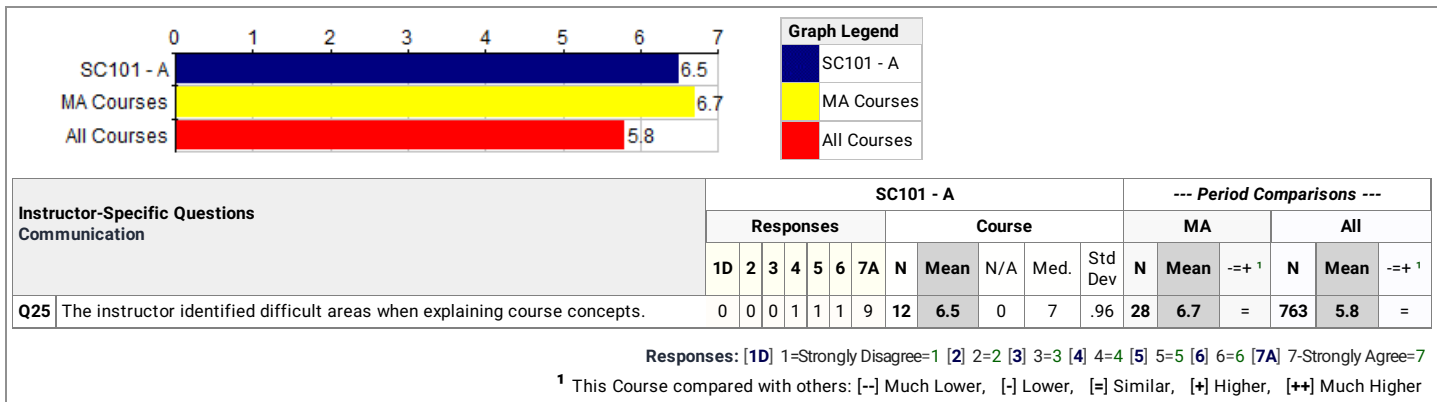 0 1 2 3 4 5 6 7
SC101 - A 6.5
MA Courses 6.7
All Courses 5.8
Graph Legend
SC101 - A
MA Courses
All Courses
Instructor-Specific Questions
Communication
SC101 - A --- Period Comparisons ---
Responses Course MA All
1D 2 3 4 5 6 7A N Mean N/A Med. Std Dev N Mean -=+ ¹ N Mean -=+ ¹
Q25 The instructor identified difficult areas when explaining course concepts. 0 0 0 1 1 1 9 12 6.5 0 7 .96 28 6.7 = 763 5.8 =
Responses: [1D] 1=Strongly Disagree=1 [2] 2=2 [3] 3=3 [4] 4=4 [5] 5=5 [6] 6=6 [7A] 7-Strongly Agree=7
¹ This Course compared with others: [--] Much Lower, [-] Lower, [=] Similar, [+] Higher, [++] Much Higher